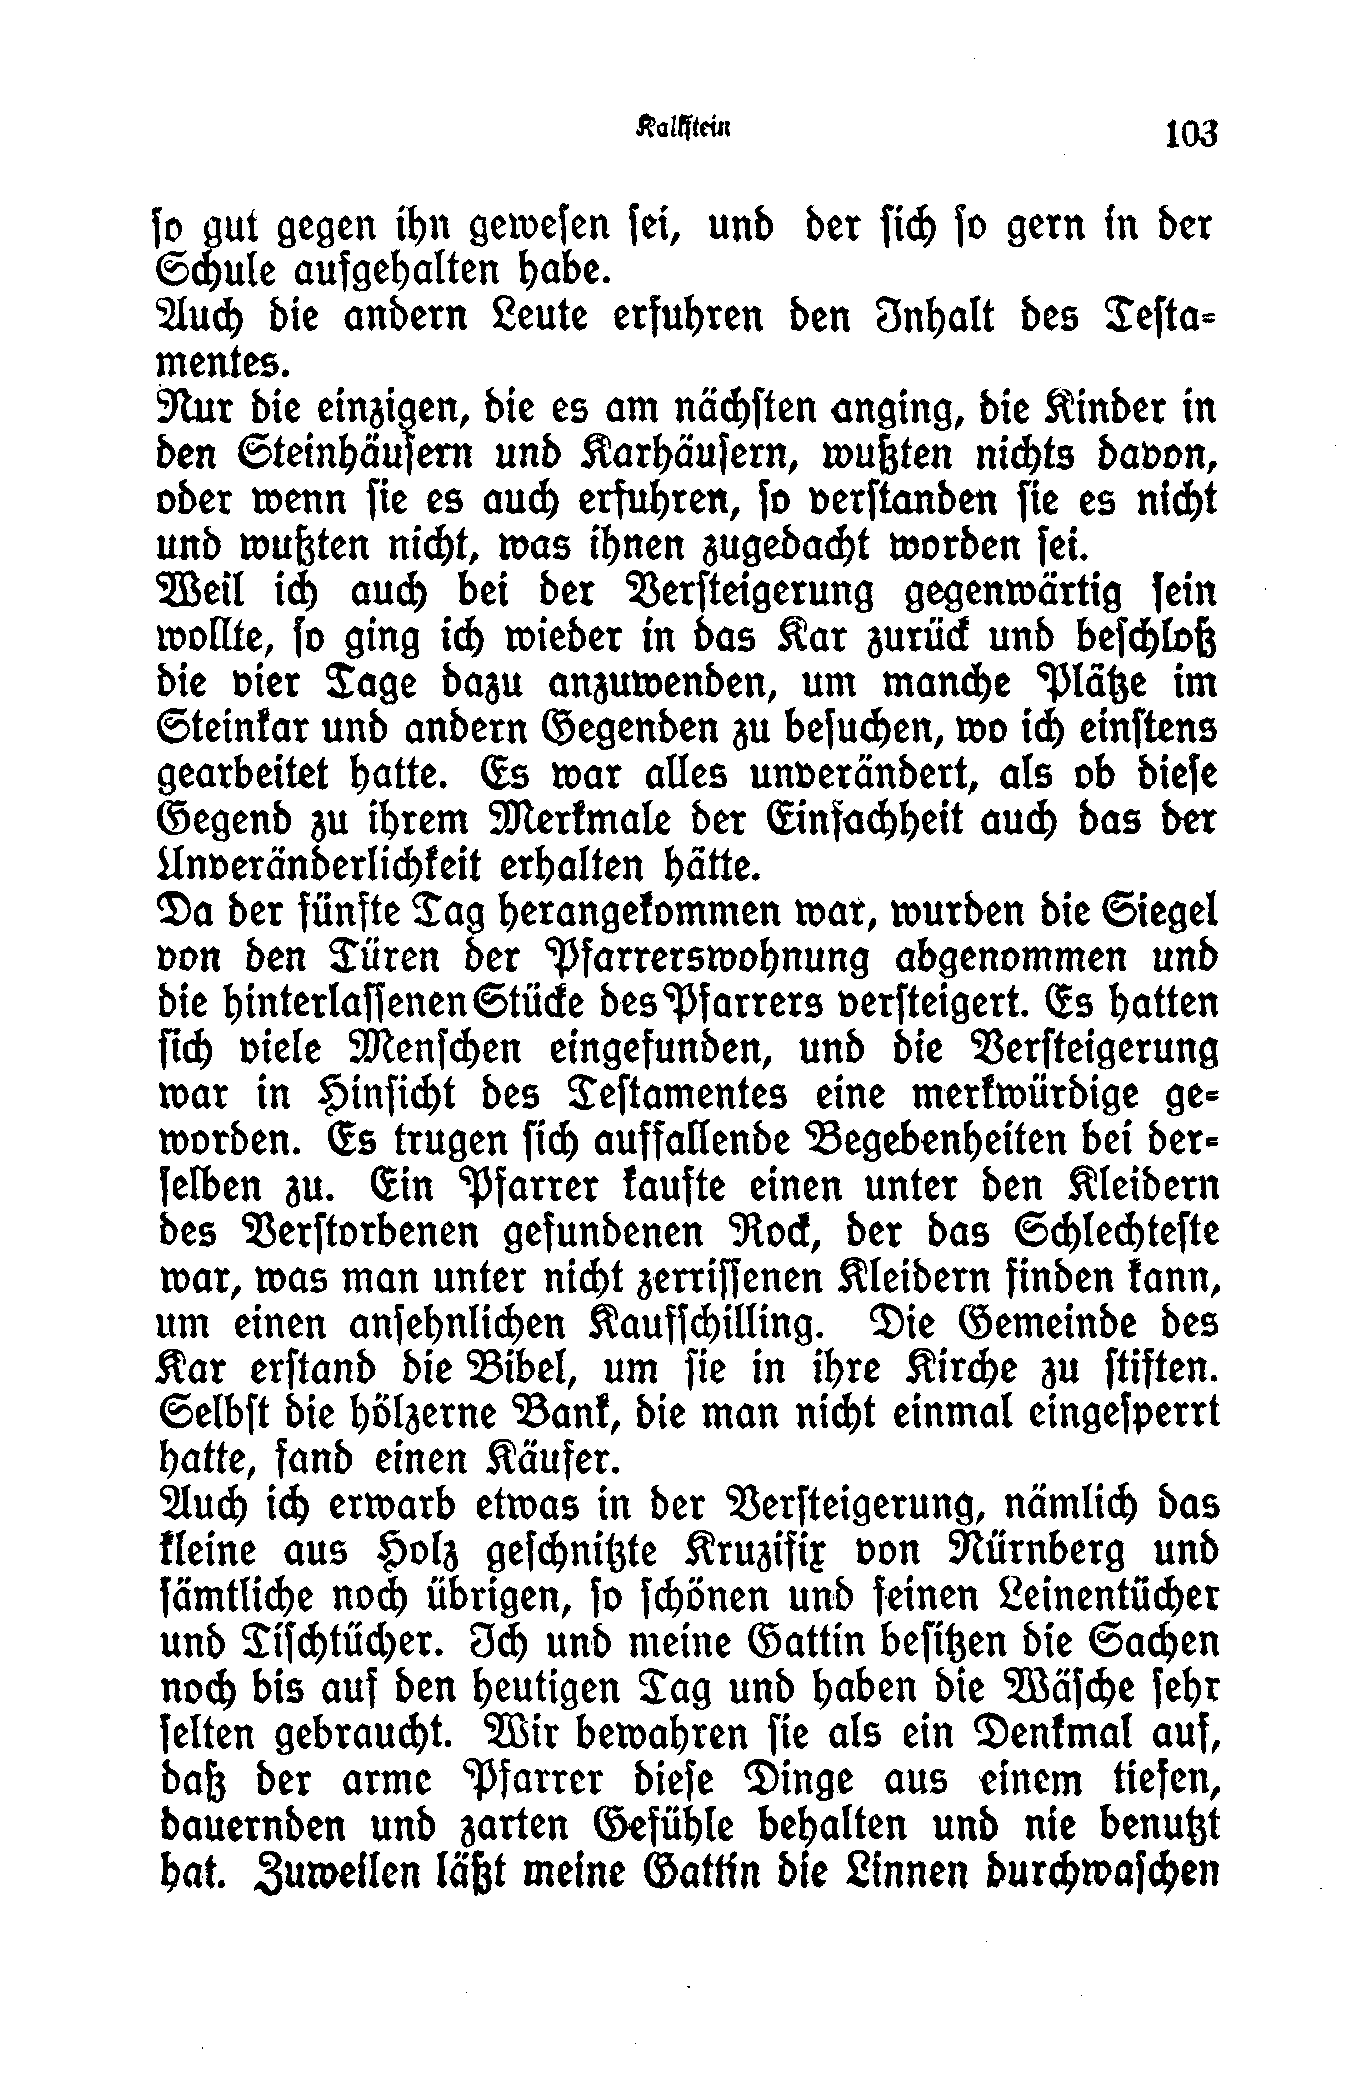 Kalkstein 103
so gut gegen ihn gewesen sei, und der sich so gern in der
Schule aufgehalten habe.
Auch die andern Leute erfuhren den Inhalt des Testa=
mentes.
Nur die einzigen, die es am nächsten anging, die Kinder in
den Steinhäusern und Karhäusern, wußten nichts davon,
oder wenn sie es auch erfuhren, so verstanden sie es nicht
und wußten nicht, was ihnen zugedacht worden sei.
Weil ich auch bei der Versteigerung gegenwärtig sein
wollte, so ging ich wieder in das Kar zurück und beschloß
die vier Tage dazu anzuwenden, um manche Plätze im
Steinkar und andern Gegenden zu besuchen, wo ich einstens
gearbeitet hatte. Es war alles unverändert, als ob diese
Gegend zu ihrem Merkmale der Einfachheit auch das der
Unveränderlichkeit erhalten hätte.
Da der fünfte Tag herangekommen war, wurden die Siegel
von den Türen der Pfarrerswohnung abgenommen und
die hinterlassenen Stücke des Pfarrers versteigert. Es hatten
sich viele Menschen eingefunden, und die Versteigerung
war in Hinsicht des Testamentes eine merkwürdige ge=
worden. Es trugen sich auffallende Begebenheiten bei der=
selben zu. Ein Pfarrer kaufte einen unter den Kleidern
des Verstorbenen gefundenen Rock, der das Schlechteste
war, was man unter nicht zerrissenen Kleidern finden kann,
um einen ansehnlichen Kaufschilling. Die Gemeinde des
Kar erstand die Bibel, um sie in ihre Kirche zu stiften.
Selbst die hölzerne Bank, die man nicht einmal eingesperrt
hatte, fand einen Käufer.
Auch ich erwarb etwas in der Versteigerung, nämlich das
kleine aus Holz geschnitzte Kruzifix von Nürnberg und
sämtliche noch übrigen, so schönen und feinen Leinentücher
und Tischtücher. Ich und meine Gattin besitzen die Sachen
noch bis auf den heutigen Tag und haben die Wäsche sehr
selten gebraucht. Wir bewahren sie als ein Denkmal auf,
daß der arme Pfarrer diese Dinge aus einem tiefen,
dauernden und zarten Gefühle behalten und nie benutzt
hat. Zuweilen läßt meine Gattin die Linnen durchwaschen